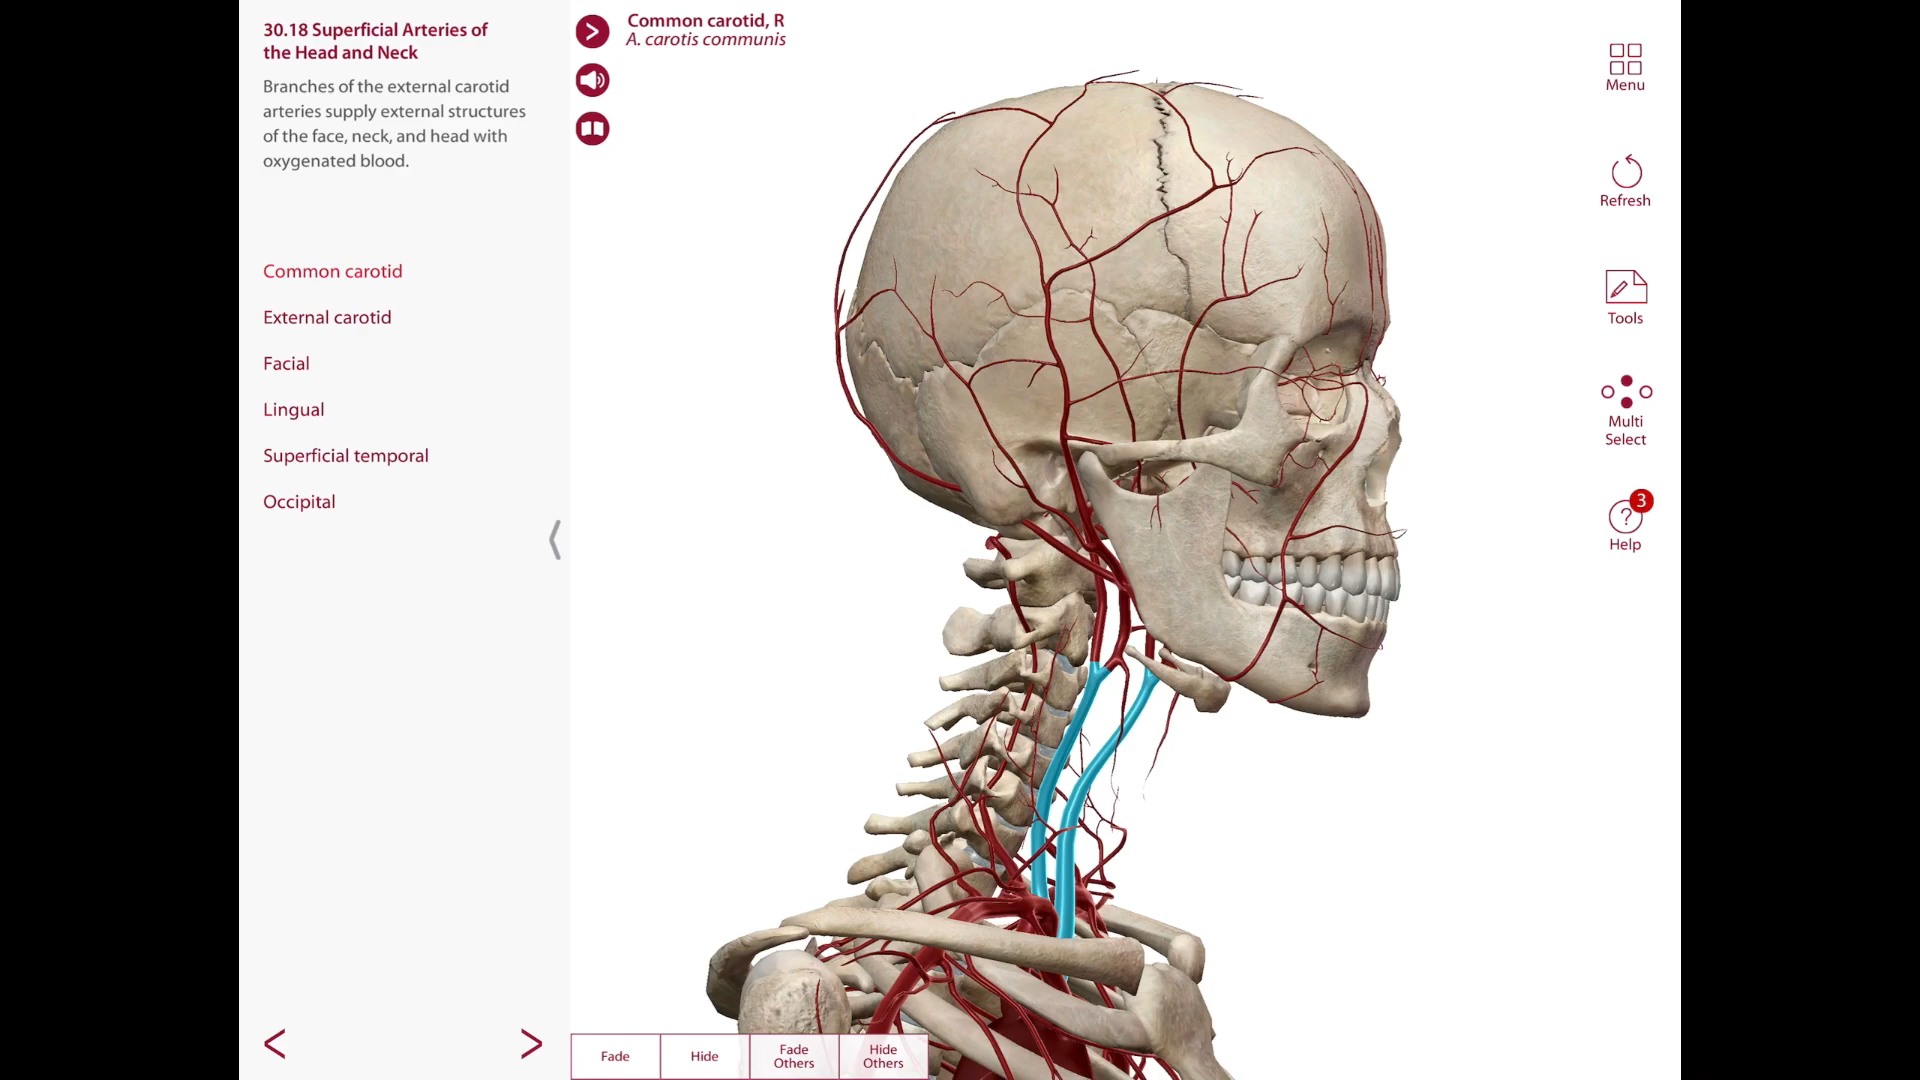 30.18 Superficial Arteries of
the Head and Neck
Branches of the external carotid
arteries supply external structures
of the face, neck, and head with
oxygenated blood.
Common carotid
External carotid
Facial
Lingual
Superficial temporal
Occipital
Common carotid, R
A. carotis communis
Menu
Refresh
Tools
Multi
Select
3
Help
Fade
Hide
Fade
Others
Hide
Others